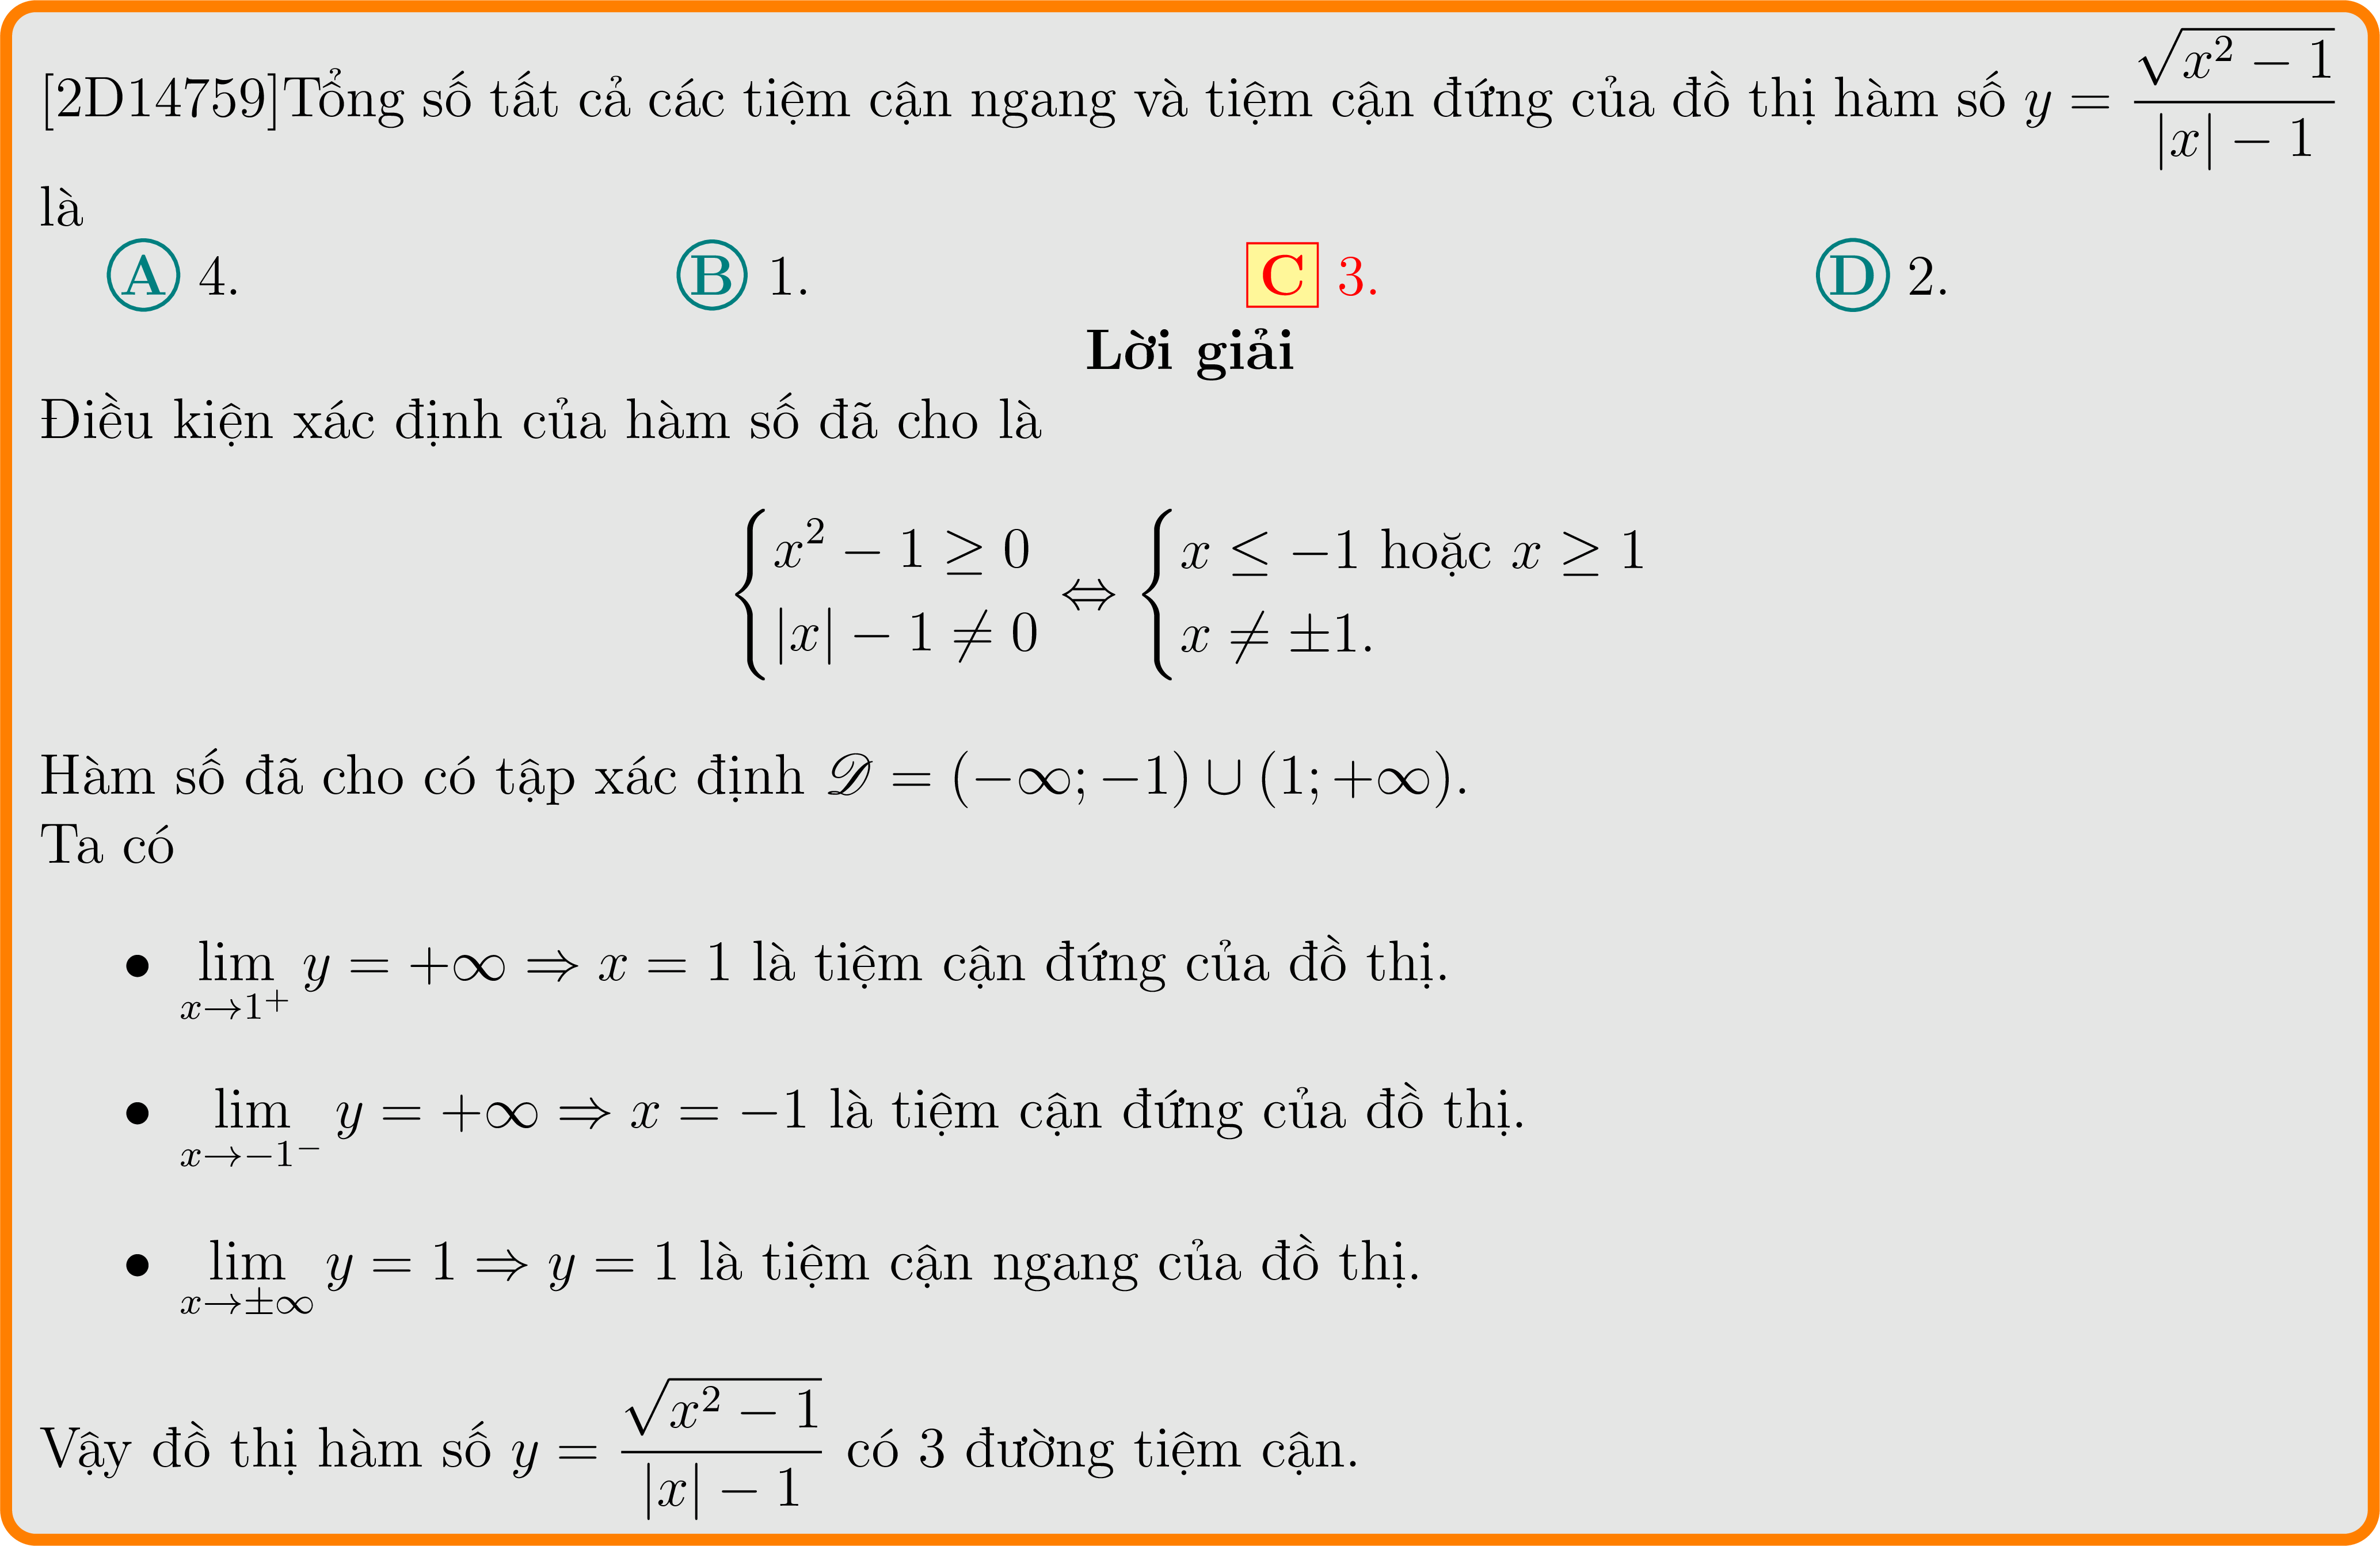 [2D14759]Tổng số tất cả các tiệm cận ngang và tiệm cận đứng của đồ thị hàm số $y = \dfrac{\sqrt{x^2-1}}{|x|-1}$
là
A 4. B 1. C 3. D 2.
Lời giải
Điều kiện xác định của hàm số đã cho là
$\begin{cases} x^2 - 1 \geq 0 \\ |x| - 1 \neq 0 \end{cases} \Leftrightarrow \begin{cases} x \leq -1 \text{ hoặc } x \geq 1 \\ x \neq \pm 1. \end{cases}$
Hàm số đã cho có tập xác định $\mathscr{D} = (-\infty; -1) \cup (1; +\infty)$.
Ta có
• $\lim\limits_{x \to 1^+} y = +\infty \Rightarrow x = 1$ là tiệm cận đứng của đồ thị.
• $\lim\limits_{x \to -1^-} y = +\infty \Rightarrow x = -1$ là tiệm cận đứng của đồ thị.
• $\lim\limits_{x \to \pm\infty} y = 1 \Rightarrow y = 1$ là tiệm cận ngang của đồ thị.
Vậy đồ thị hàm số $y = \dfrac{\sqrt{x^2-1}}{|x|-1}$ có 3 đường tiệm cận.